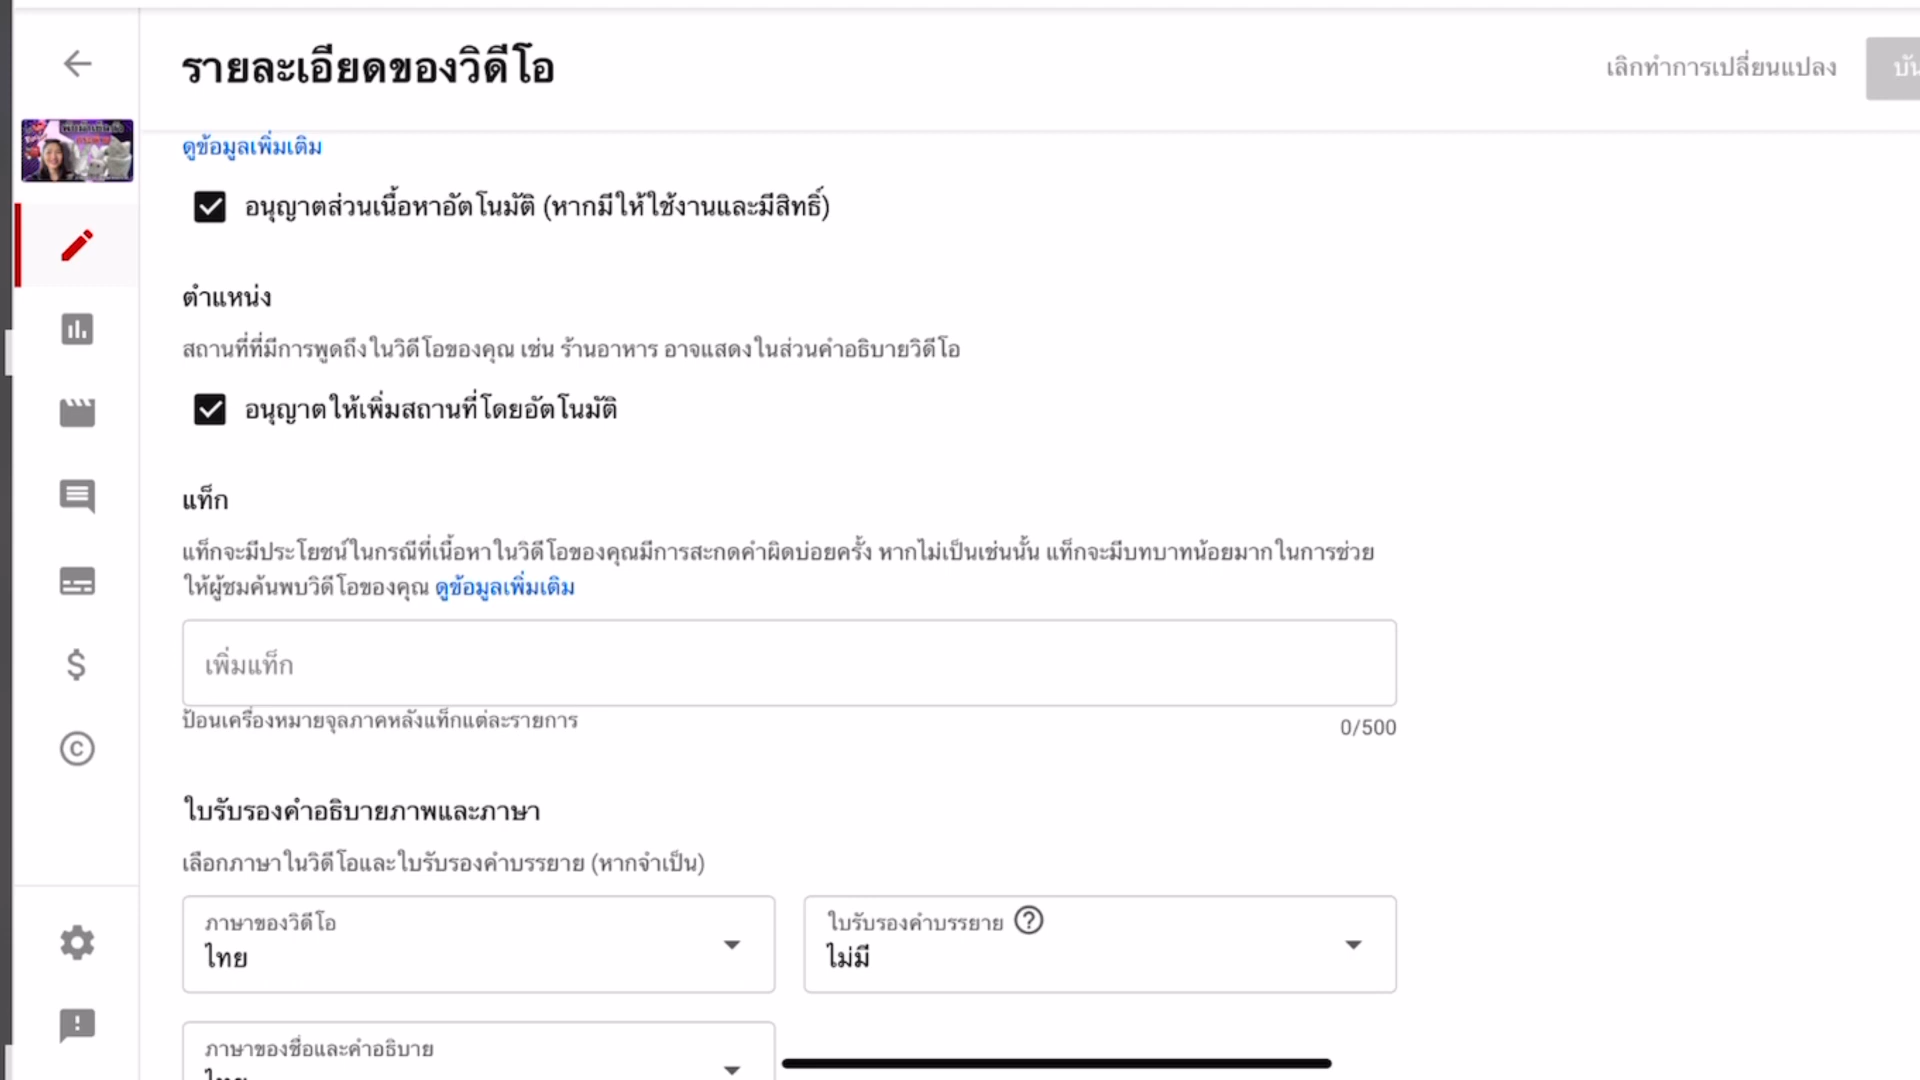 รายละเอียดของวิดีโอ
เลิกทำการเปลี่ยนแปลง
ดูข้อมูลเพิ่มเติม
อนุญาตส่วนเนื้อหาอัตโนมัติ (หากมีให้ใช้งานและมีสิทธิ์)
ตำแหน่ง
สถานที่ที่มีการพูดถึงในวิดีโอของคุณ เช่น ร้านอาหาร อาจแสดงในส่วนคำอธิบายวิดีโอ
อนุญาตให้เพิ่มสถานที่โดยอัตโนมัติ
แท็ก
แท็กจะมีประโยชน์ในกรณีที่เนื้อหาในวิดีโอของคุณมีการสะกดคำผิดบ่อยครั้ง หากไม่เป็นเช่นนั้น แท็กจะมีบทบาทน้อยมากในการช่วย
ให้ผู้ชมค้นพบวิดีโอของคุณ ดูข้อมูลเพิ่มเติม
เพิ่มแท็ก
ป้อนเครื่องหมายจุลภาคหลังแท็กแต่ละรายการ
0/500
ใบรับรองคำอธิบายภาพและภาษา
เลือกภาษาในวิดีโอและใบรับรองคำบรรยาย (หากจำเป็น)
ภาษาของวิดีโอ
ไทย
ใบรับรองคำบรรยาย
ไม่มี
ภาษาของชื่อและคำอธิบาย